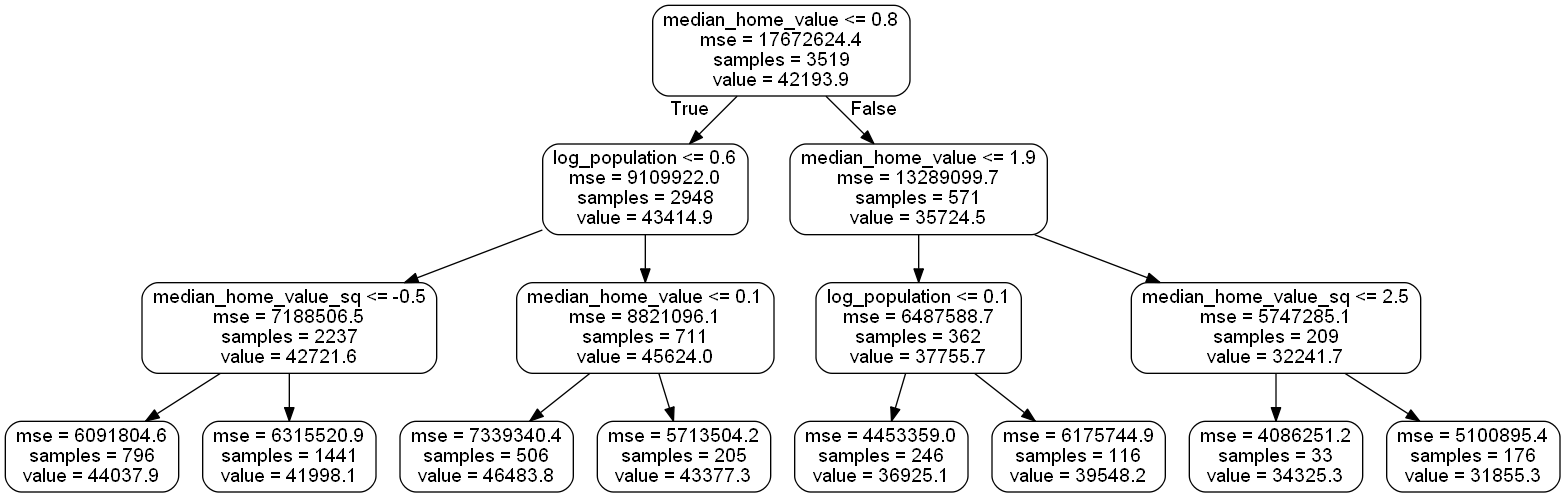 median_home_value <= 0.8
mse = 17672624.4
samples = 3519
value = 42193.9
True
False
log_population <= 0.6
mse = 9109922.0
samples = 2948
value = 43414.9
median_home_value <= 1.9
mse = 13289099.7
samples = 571
value = 35724.5
median_home_value_sq <= -0.5
mse = 7188506.5
samples = 2237
value = 42721.6
median_home_value <= 0.1
mse = 8821096.1
samples = 711
value = 45624.0
log_population <= 0.1
mse = 6487588.7
samples = 362
value = 37755.7
median_home_value_sq <= 2.5
mse = 5747285.1
samples = 209
value = 32241.7
mse = 6091804.6
samples = 796
value = 44037.9
mse = 6315520.9
samples = 1441
value = 41998.1
mse = 7339340.4
samples = 506
value = 46483.8
mse = 5713504.2
samples = 205
value = 43377.3
mse = 4453359.0
samples = 246
value = 36925.1
mse = 6175744.9
samples = 116
value = 39548.2
mse = 4086251.2
samples = 33
value = 34325.3
mse = 5100895.4
samples = 176
value = 31855.3